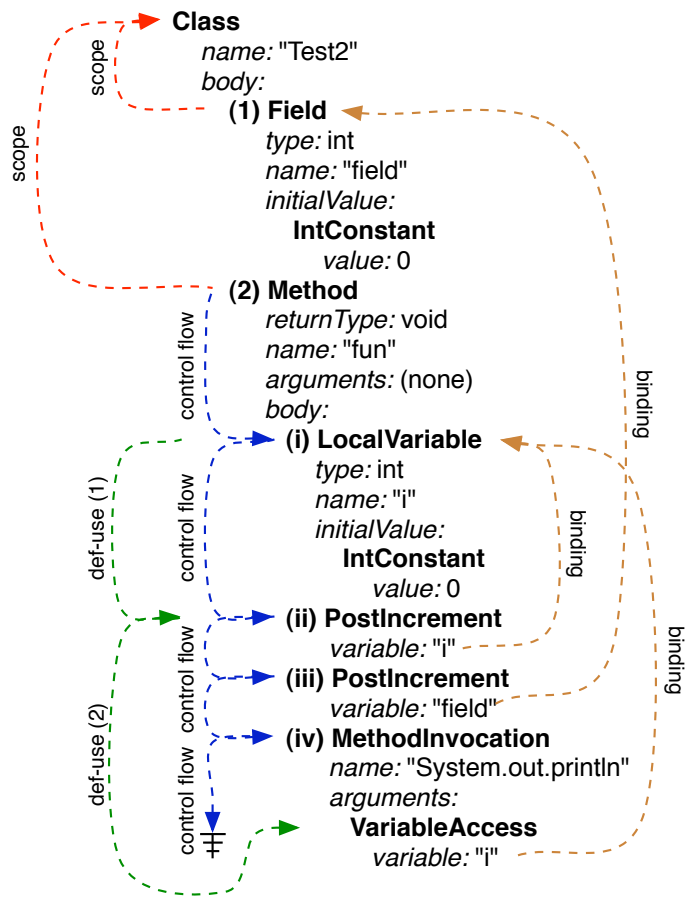 Class
name: "Test2"
body:
scope
(1) Field
type: int
name: "field"
scope
initialValue:
IntConstant
value: 0
(2) Method
returnType: void
name: "fun"
control flow
arguments: (none)
body:
binding
(i) LocalVariable
type: int
name: "i"
def-use (1)
control flow
initialValue:
binding
IntConstant
value: 0
(ii) PostIncrement
variable: "i"
binding
control flow
(iii) PostIncrement
variable: "field"
def-use (2)
(iv) MethodInvocation
name: "System.out.println"
control flow
arguments:
VariableAccess
variable: "i"